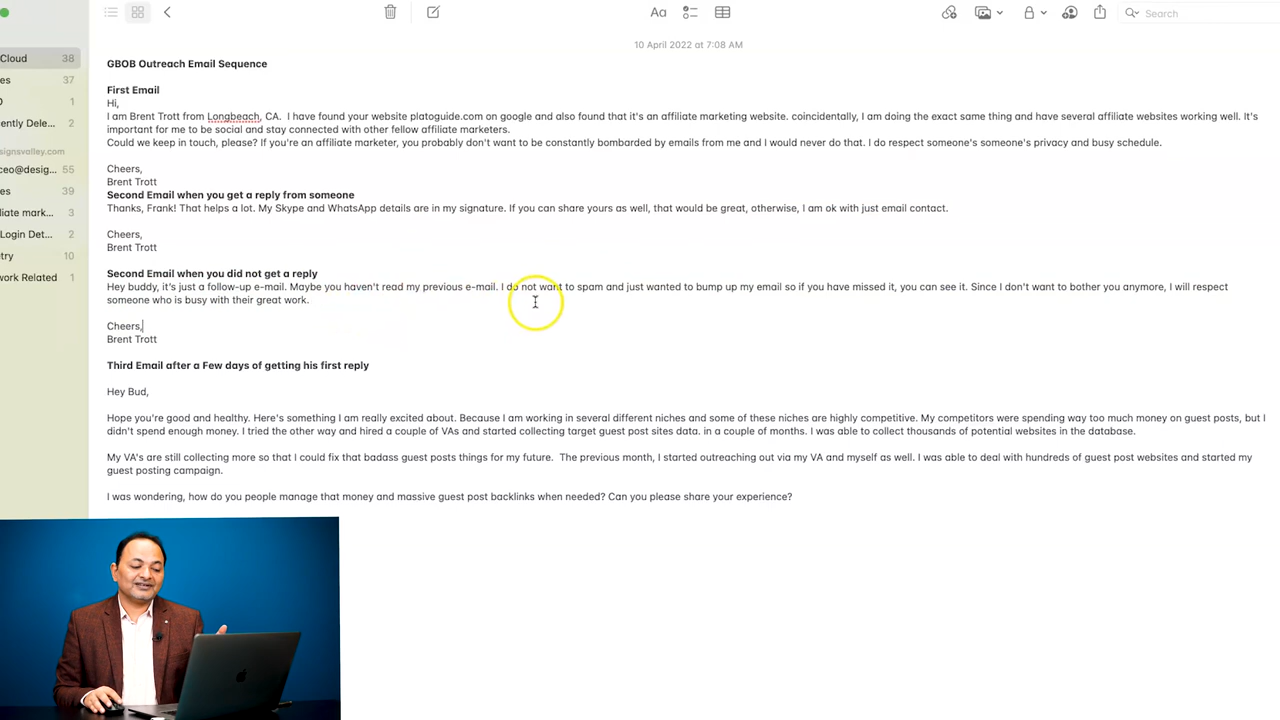 Aa
Search
10 April 2022 at 7:08 AM
Cloud 38
37
1
cently Dele... 2
signsvalley.com
ceo@desig... 55
39
liate mark... 3
Login Det... 2
10
work Related 1
GBOB Outreach Email Sequence
First Email
Hi,
I am Brent Trott from Longbeach, CA. I have found your website platoguide.com on google and also found that it's an affiliate marketing website. coincidentally, I am doing the exact same thing and have several affiliate websites working well. It's
important for me to be social and stay connected with other fellow affiliate marketers.
Could we keep in touch, please? If you're an affiliate marketer, you probably don't want to be constantly bombarded by emails from me and I would never do that. I do respect someone's someone's privacy and busy schedule.
Cheers,
Brent Trott
Second Email when you get a reply from someone
Thanks, Frank! That helps a lot. My Skype and WhatsApp details are in my signature. If you can share yours as well, that would be great, otherwise, I am ok with just email contact.
Cheers,
Brent Trott
Second Email when you did not get a reply
Hey buddy, it's just a follow-up e-mail. Maybe you haven't read my previous e-mail. I do not want to spam and just wanted to bump up my email so if you have missed it, you can see it. Since I don't want to bother you anymore, I will respect
someone who is busy with their great work.
Cheers,
Brent Trott
Third Email after a Few days of getting his first reply
Hey Bud,
Hope you're good and healthy. Here's something I am really excited about. Because I am working in several different niches and some of these niches are highly competitive. My competitors were spending way too much money on guest posts, but I
didn't spend enough money. I tried the other way and hired a couple of VAs and started collecting target guest post sites data. in a couple of months. I was able to collect thousands of potential websites in the database.
My VA's are still collecting more so that I could fix that badass guest posts things for my future. The previous month, I started outreaching out via my VA and myself as well. I was able to deal with hundreds of guest post websites and started my
guest posting campaign.
I was wondering, how do you people manage that money and massive guest post backlinks when needed? Can you please share your experience?